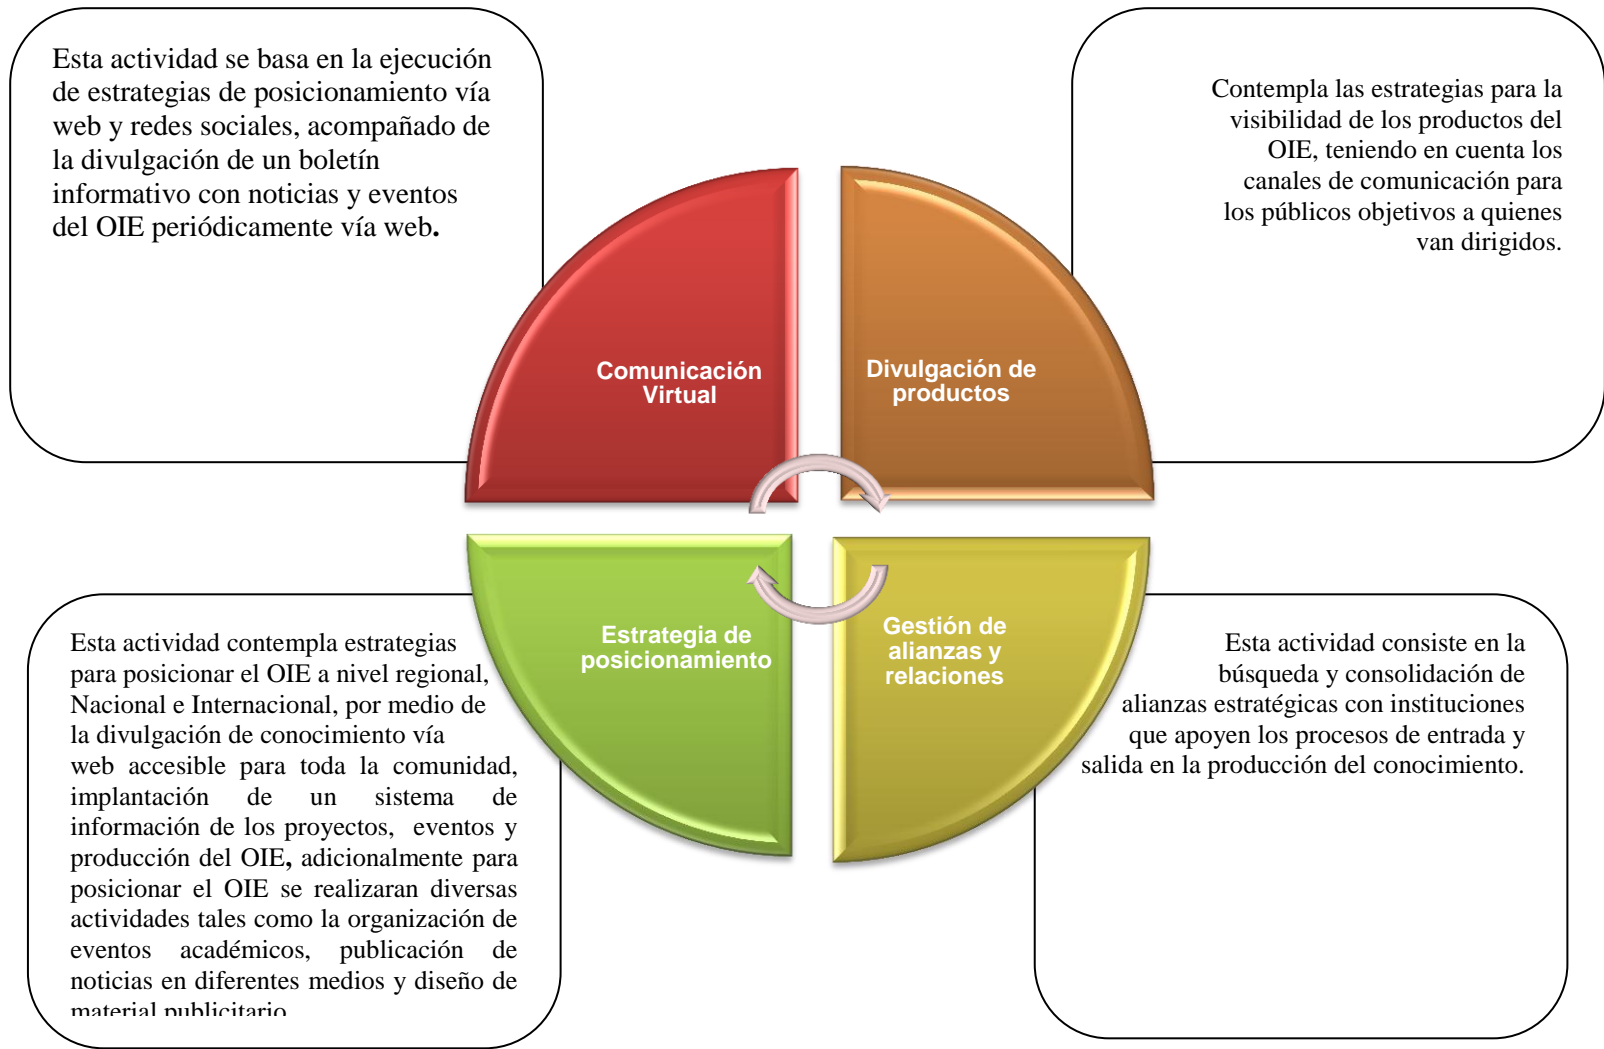 Esta actividad se basa en la ejecución
de estrategias de posicionamiento vía
web y redes sociales, acompañado de
la divulgación de un boletín
informativo con noticias y eventos
del OIE periódicamente vía web.
Contempla las estrategias para la
visibilidad de los productos del
OIE, teniendo en cuenta los
canales de comunicación para
los públicos objetivos a quienes
van dirigidos.
Comunicación
Virtual
Divulgación de
productos
Estrategia de
posicionamiento
Gestión de
alianzas y
relaciones
Esta actividad contempla estrategias
para posicionar el OIE a nivel regional,
Nacional e Internacional, por medio de
la divulgación de conocimiento vía
web accesible para toda la comunidad,
implantación de un sistema de
información de los proyectos, eventos y
producción del OIE, adicionalmente para
posicionar el OIE se realizaran diversas
actividades tales como la organización de
eventos académicos, publicación de
noticias en diferentes medios y diseño de
material publicitario
Esta actividad consiste en la
búsqueda y consolidación de
alianzas estratégicas con instituciones
que apoyen los procesos de entrada y
salida en la producción del conocimiento.